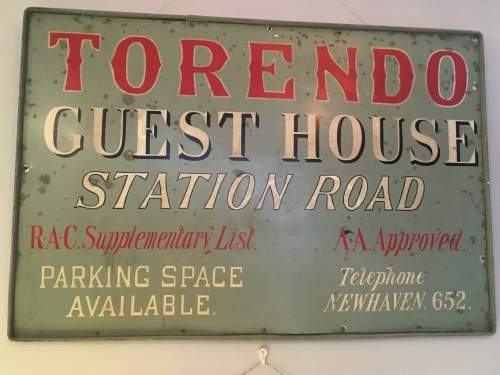 TORENDO
GUEST HOUSE
STATION ROAD
R.A.C. Supplementary List. A.A. Approved.
PARKING SPACE
AVAILABLE.
Telephone
NEWHAVEN. 652.